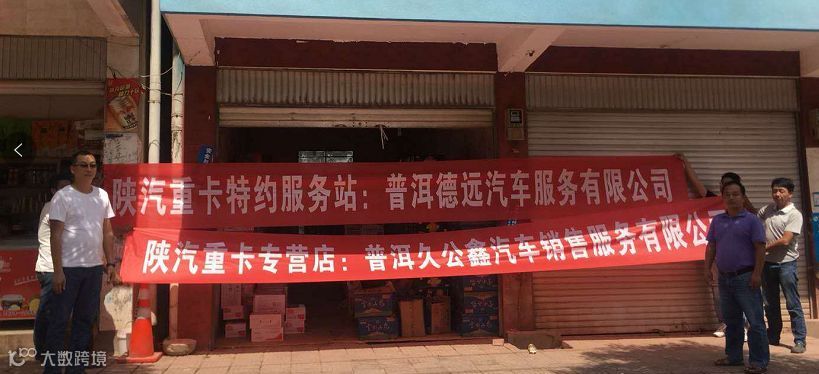 陕汽重卡特约服务站：普洱德远汽车服务有限公司
陕汽重卡专营店：普洱久公鑫汽车销售服务有限公司
大数跨境